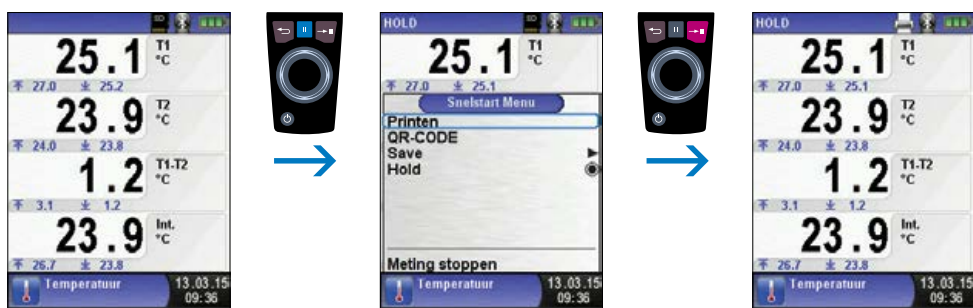 SD
25.1 T1 °C
27.0 25.2
23.9 T2 °C
24.0 23.8
1.2 T1-T2 °C
3.1 1.2
23.9 Int. °C
26.7 23.8
Temperatuur 13.03.15
09:36
HOLD SD
25.1 T1 °C
27.0 25.1
Snelstart Menu
Printen
QR-CODE
Save
Hold
Meting stoppen
Temperatuur 13.03.15
09:36
HOLD
25.1 T1 °C
27.0 25.1
23.9 T2 °C
24.0 23.8
1.2 T1-T2 °C
3.1 1.2
23.9 Int. °C
26.7 23.8
Temperatuur 13.03.15
09:36